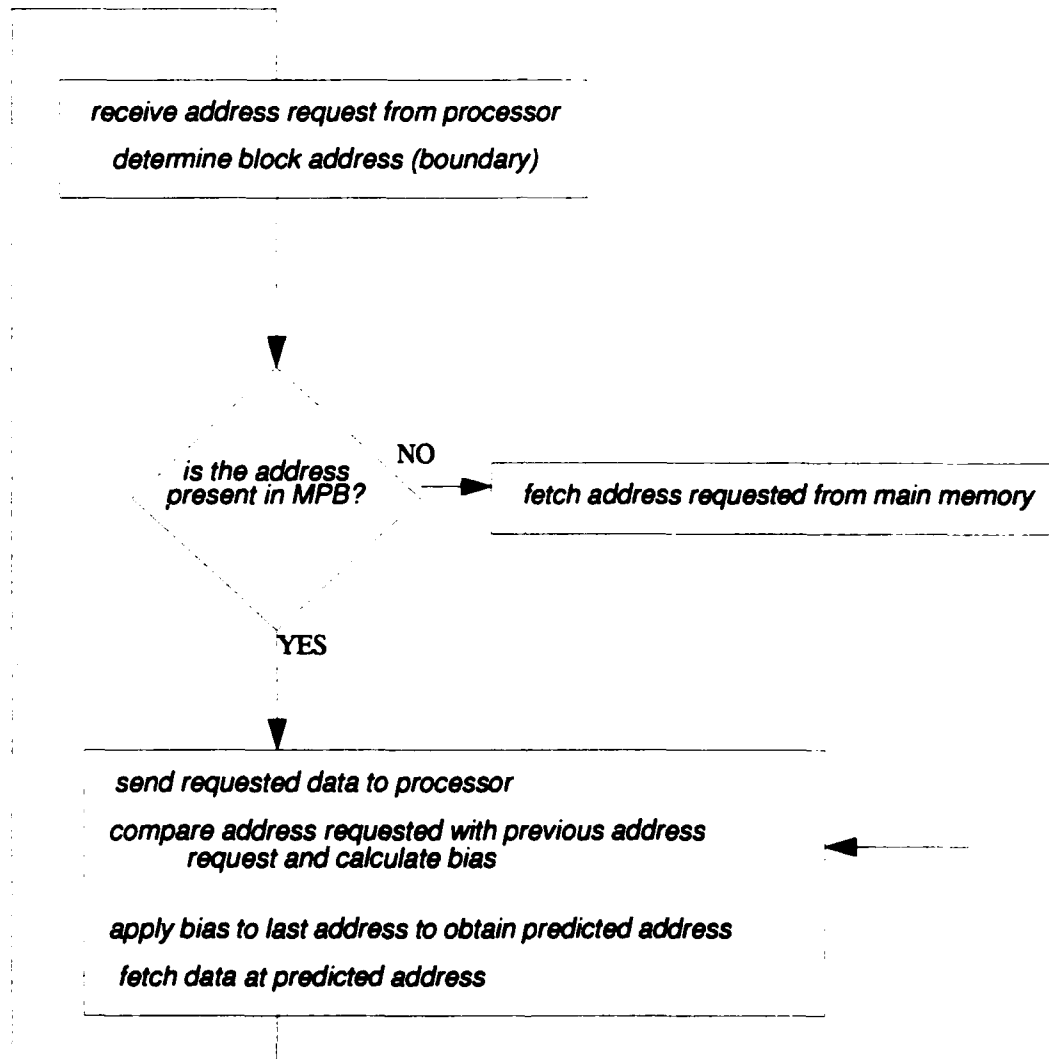 receive address request from processor
determine block address (boundary)
is the address
present in MPB?
NO
fetch address requested from main memory
YES
send requested data to processor
compare address requested with previous address
request and calculate bias
apply bias to last address to obtain predicted address
fetch data at predicted address